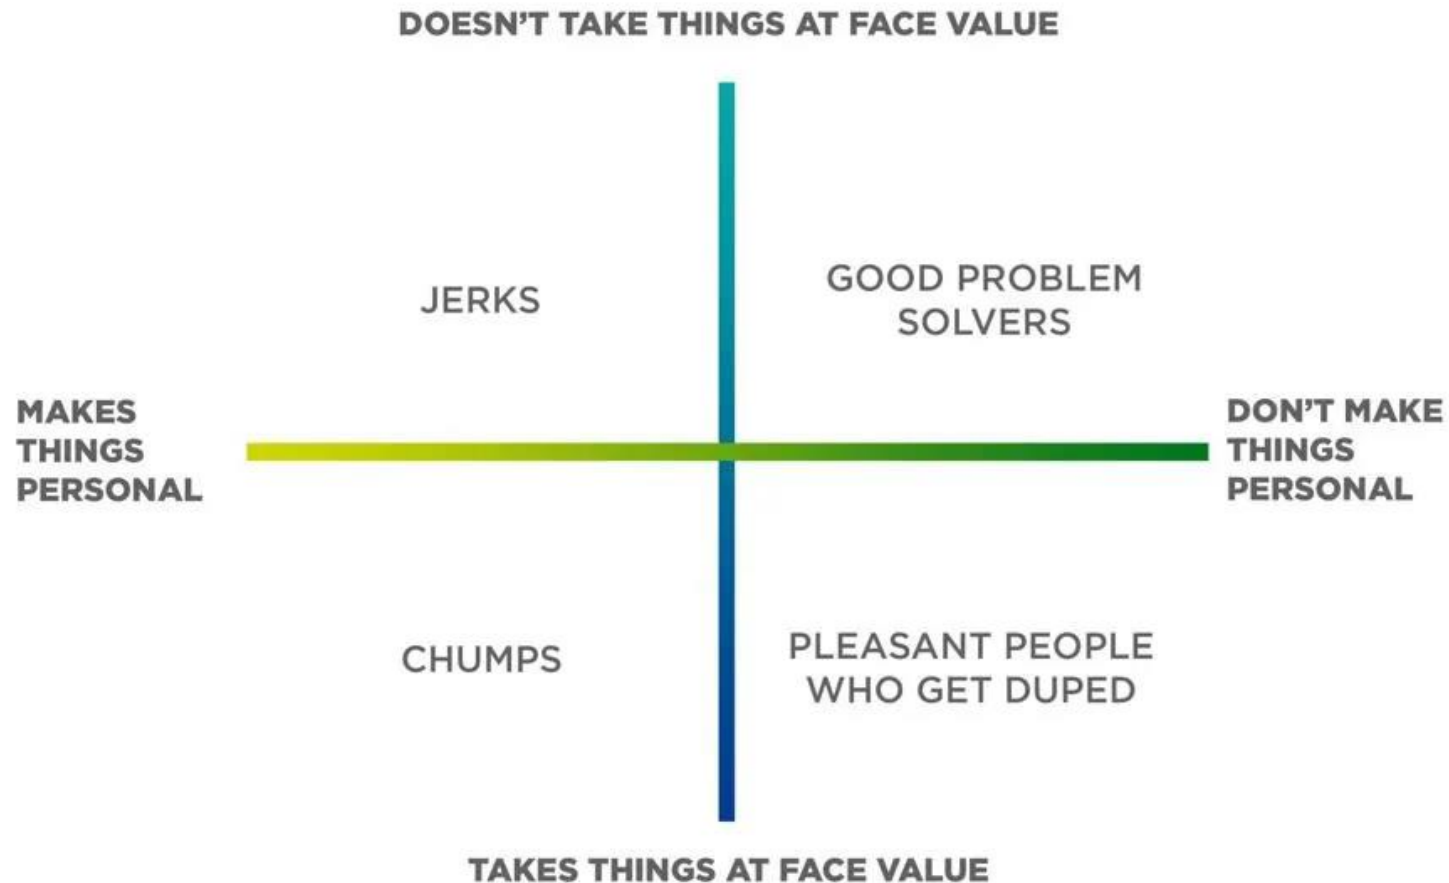 DOESN’T TAKE THINGS AT FACE VALUE
JERKS
GOOD PROBLEM
SOLVERS
MAKES
THINGS
PERSONAL
DON’T MAKE
THINGS
PERSONAL
CHUMPS
PLEASANT PEOPLE
WHO GET DUPED
TAKES THINGS AT FACE VALUE